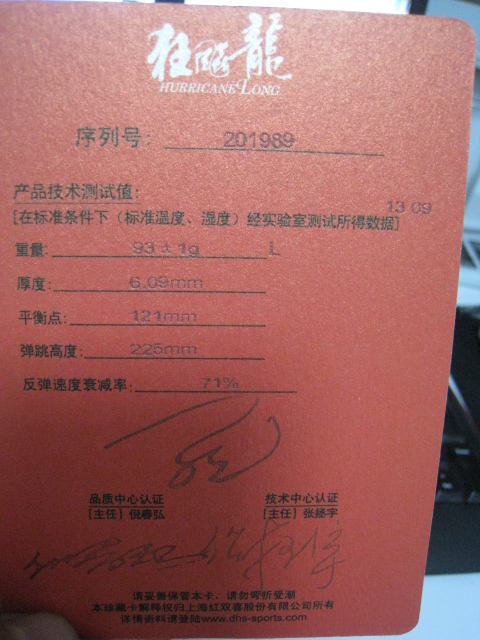 狂飚龍
HURRICANE LONG
序列号: 201989
产品技术测试值:
13 09
[在标准条件下（标准温度、湿度）经实验室测试所得数据]
重量: 93±1g L
厚度: 6.09mm
平衡点: 121mm
弹跳高度: 225mm
反弹速度衰减率: 71%
品质中心认证 技术中心认证
[主任] 倪春弘 [主任] 张拯宇
请妥善保管本卡，请勿弯折受潮
本珍藏卡解释权归上海红双喜股份有限公司所有
详情资料请登陆www.dhs-sports.com